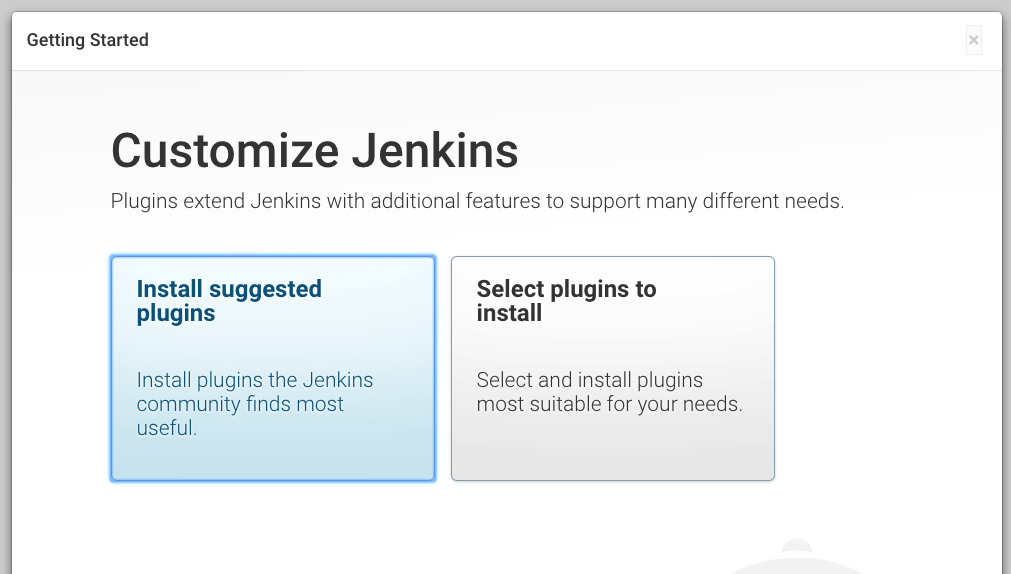 Getting Started
×
Customize Jenkins
Plugins extend Jenkins with additional features to support many different needs.
Install suggested
plugins
Install plugins the Jenkins
community finds most
useful.
Select plugins to
install
Select and install plugins
most suitable for your needs.